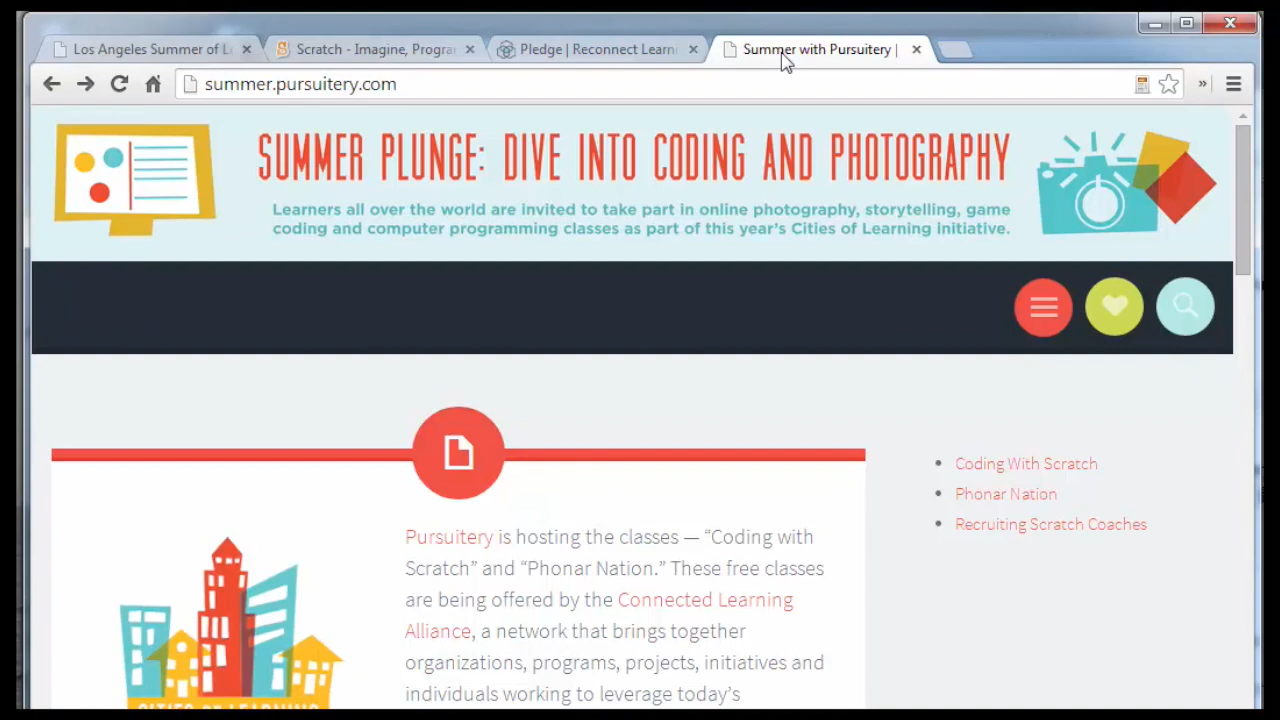 Los Angeles Summer of Le
Scratch - Imagine, Progra
Pledge | Reconnect Learni
Summer with Pursuitery |
summer.pursuitery.com
SUMMER PLUNGE: DIVE INTO CODING AND PHOTOGRAPHY
Learners all over the world are invited to take part in online photography, storytelling, game
coding and computer programming classes as part of this year's Cities of Learning initiative.
Pursuitery is hosting the classes — “Coding with
Scratch” and “Phonar Nation.” These free classes
are being offered by the Connected Learning
Alliance, a network that brings together
organizations, programs, projects, initiatives and
individuals working to leverage today’s
CITIES OF LEARNING
Coding With Scratch
Phonar Nation
Recruiting Scratch Coaches